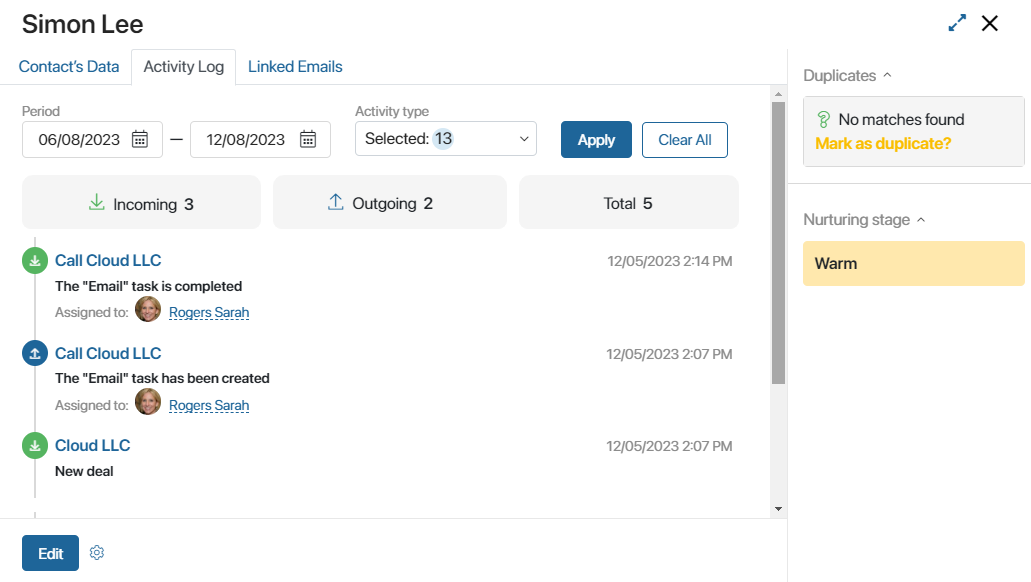 Simon Lee
Contact's Data
Activity Log
Linked Emails
Period
06/08/2023 — 12/08/2023
Activity type
Selected: 13
Apply
Clear All
Incoming 3
Outgoing 2
Total 5
Call Cloud LLC
12/05/2023 2:14 PM
The "Email" task is completed
Assigned to: Rogers Sarah
Call Cloud LLC
12/05/2023 2:07 PM
The "Email" task has been created
Assigned to: Rogers Sarah
Cloud LLC
12/05/2023 2:07 PM
New deal
Edit
Duplicates
No matches found
Mark as duplicate?
Nurturing stage
Warm